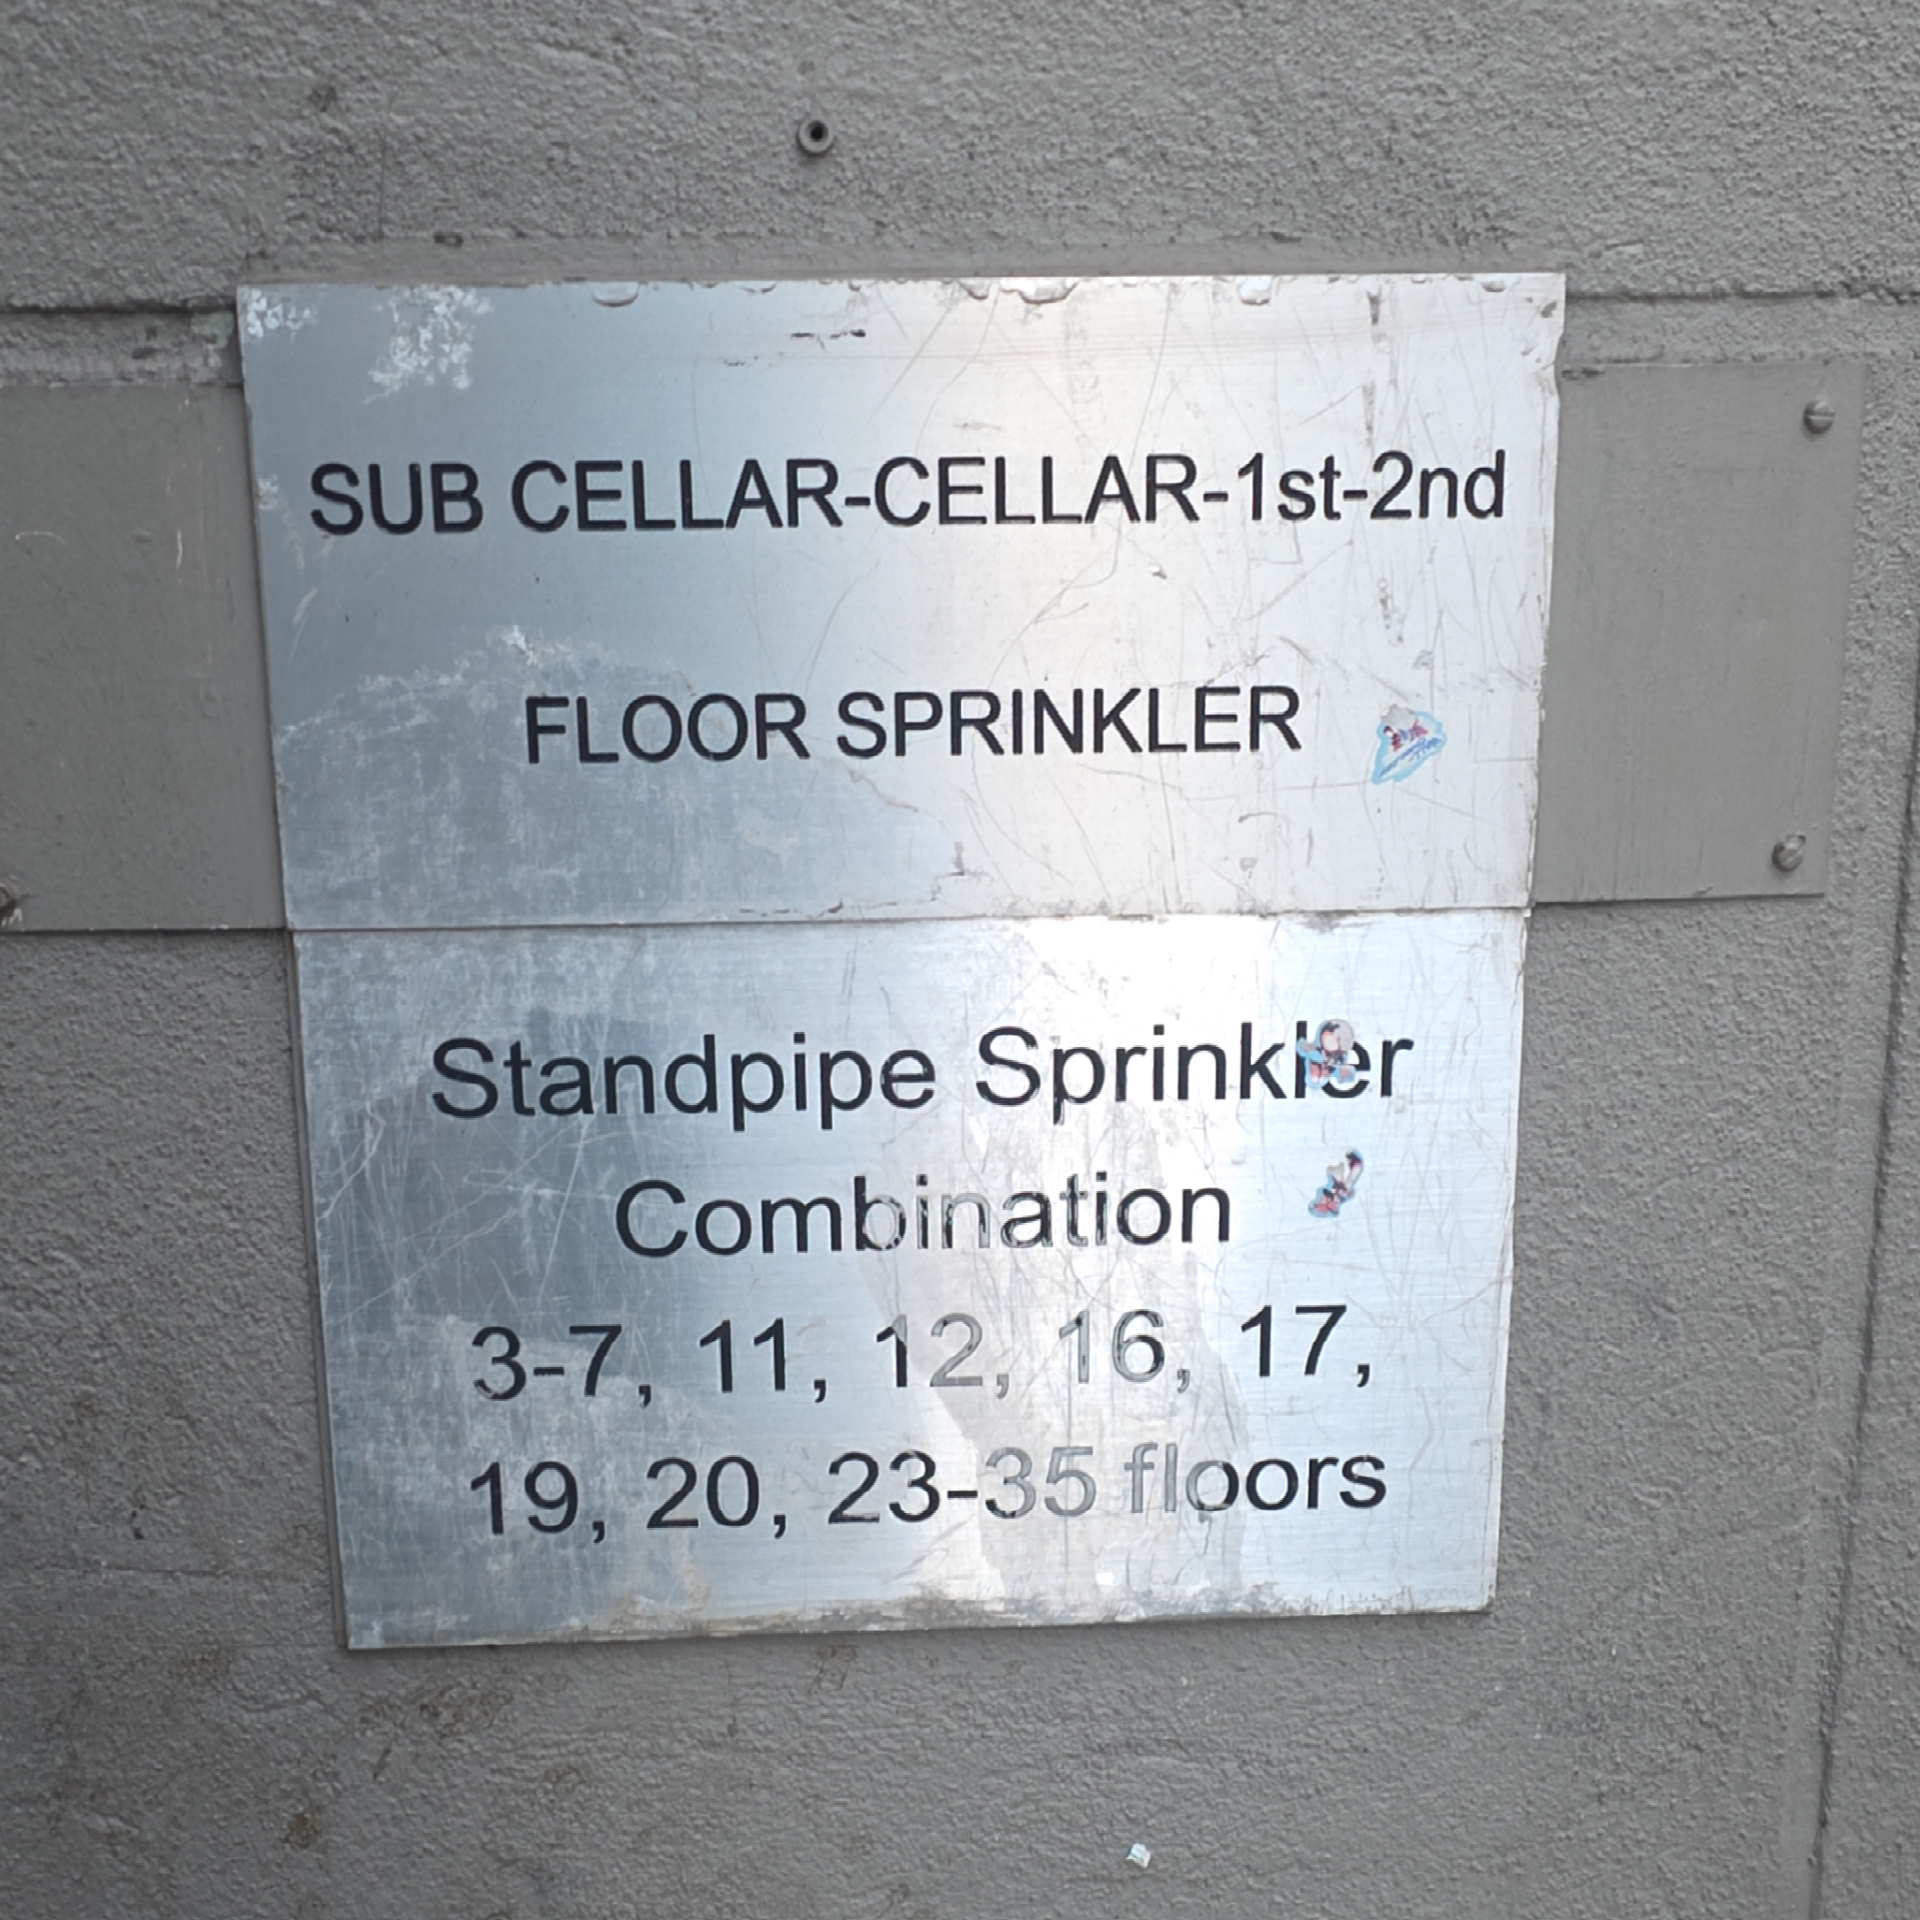 SUB CELLAR-CELLAR-1st-2nd
FLOOR SPRINKLER
Standpipe Sprinkler
Combination
3-7, 11, 12, 16, 17,
19, 20, 23-35 floors